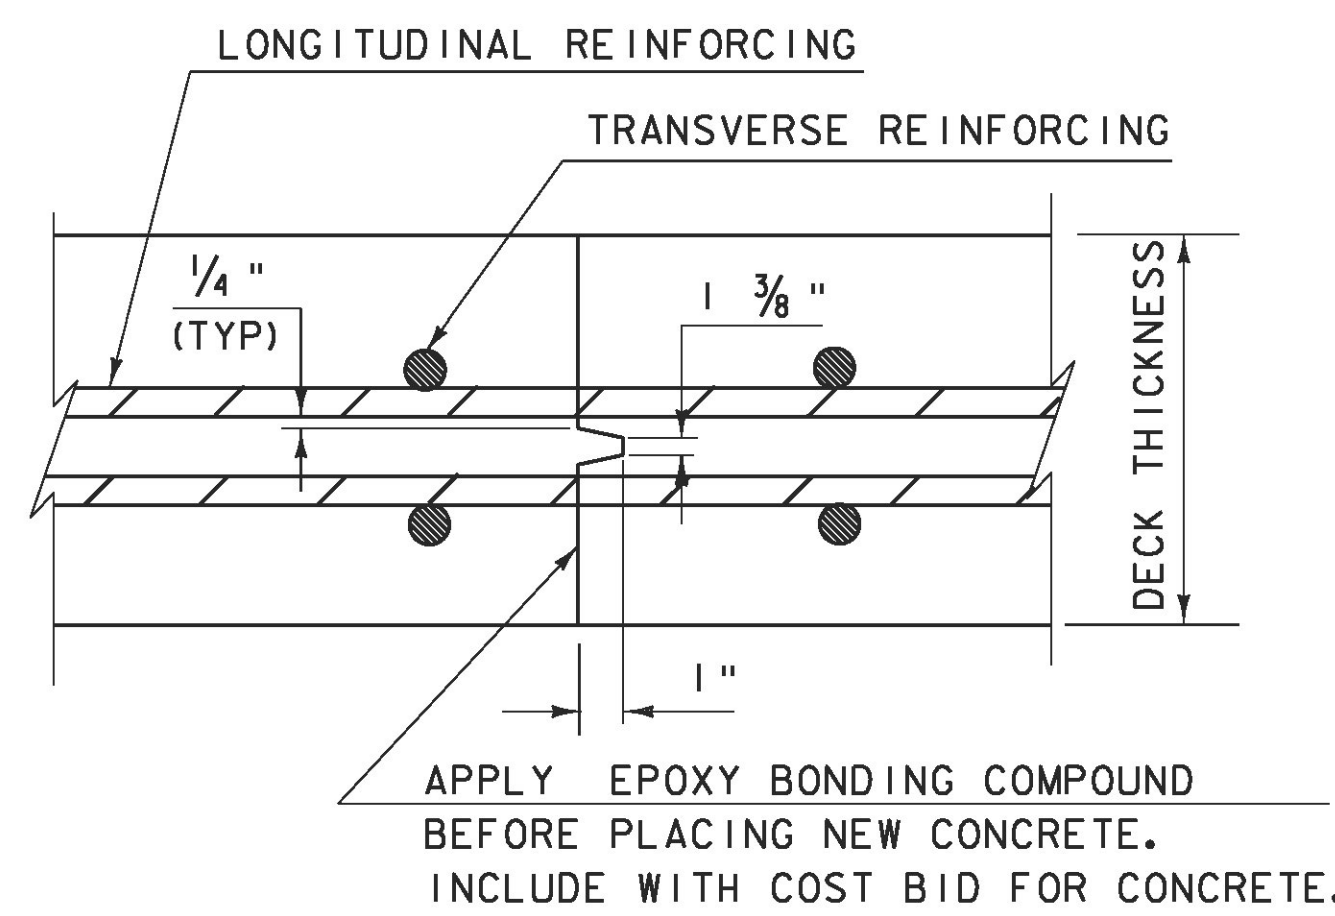 LONGITUDINAL REINFORCING
TRANSVERSE REINFORCING
1/4 "
(TYP)
1 3/8 "
DECK THICKNESS
1 "
APPLY EPOXY BONDING COMPOUND
BEFORE PLACING NEW CONCRETE.
INCLUDE WITH COST BID FOR CONCRETE.